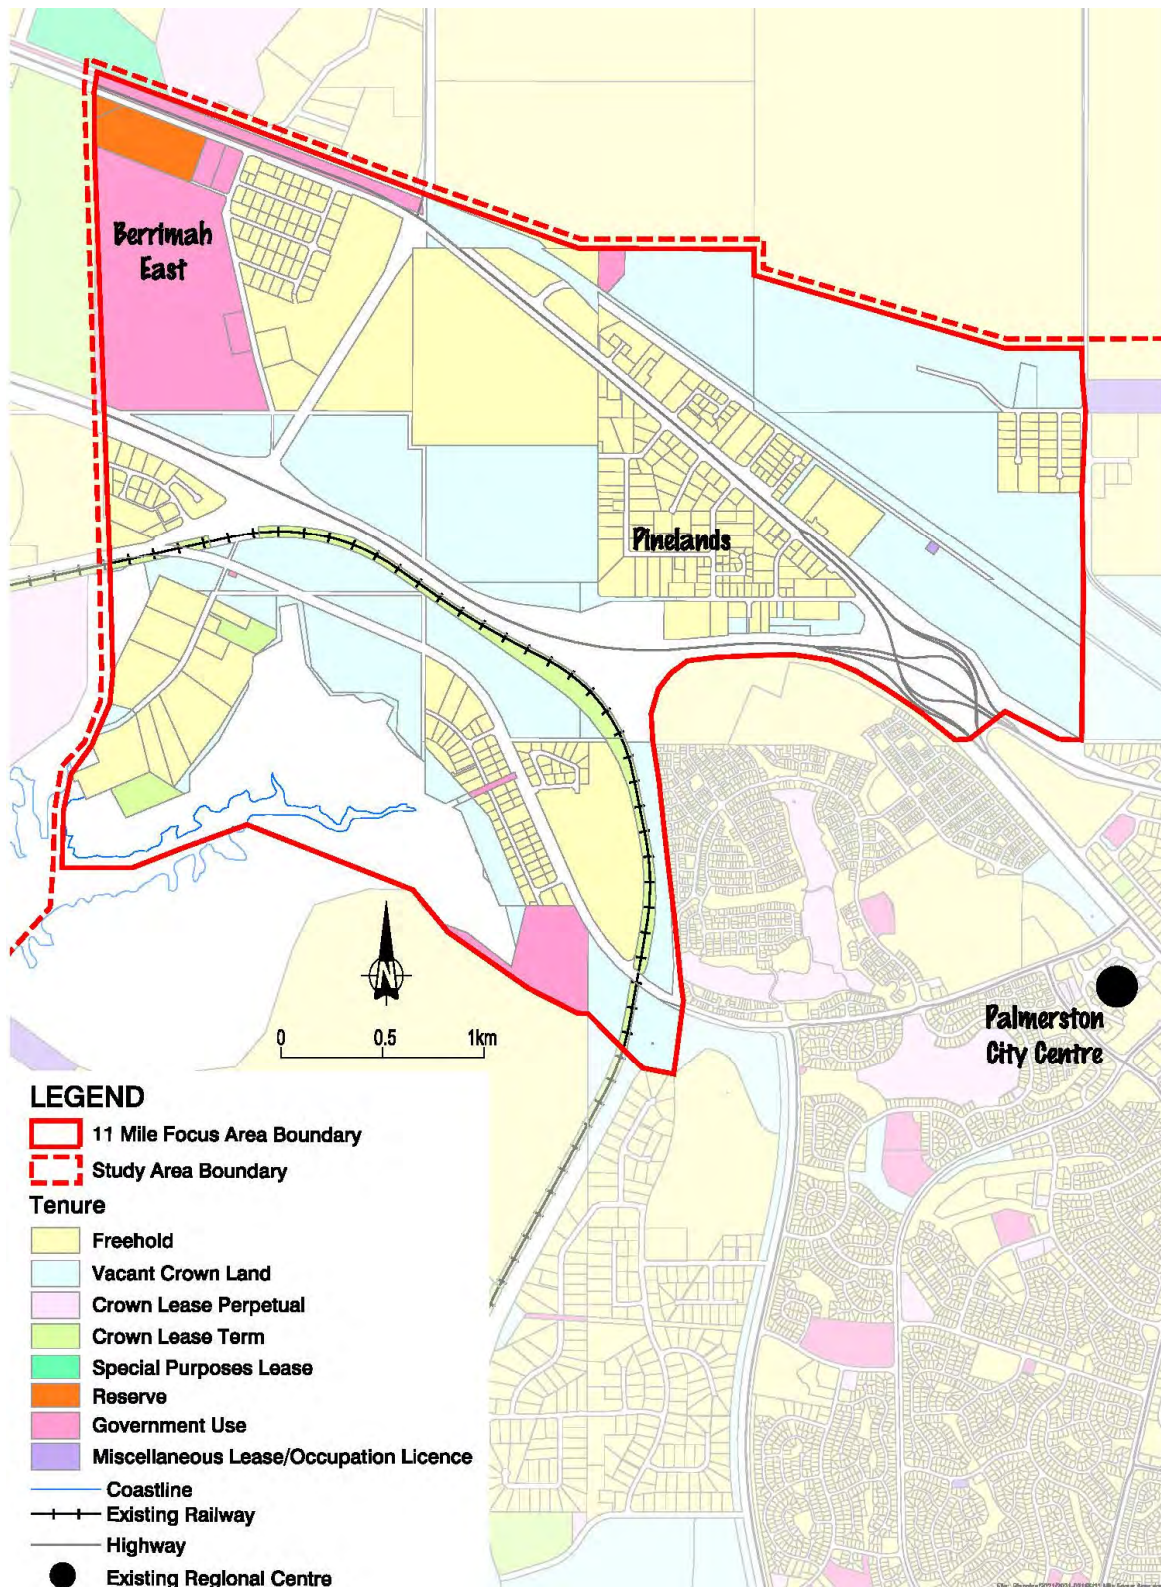 Berrimah
East
Pinelands
N
0 0.5 1km
Palmerston
City Centre
LEGEND
11 Mile Focus Area Boundary
Study Area Boundary
Tenure
Freehold
Vacant Crown Land
Crown Lease Perpetual
Crown Lease Term
Special Purposes Lease
Reserve
Government Use
Miscellaneous Lease/Occupation Licence
Coastline
Existing Railway
Highway
Existing Regional Centre